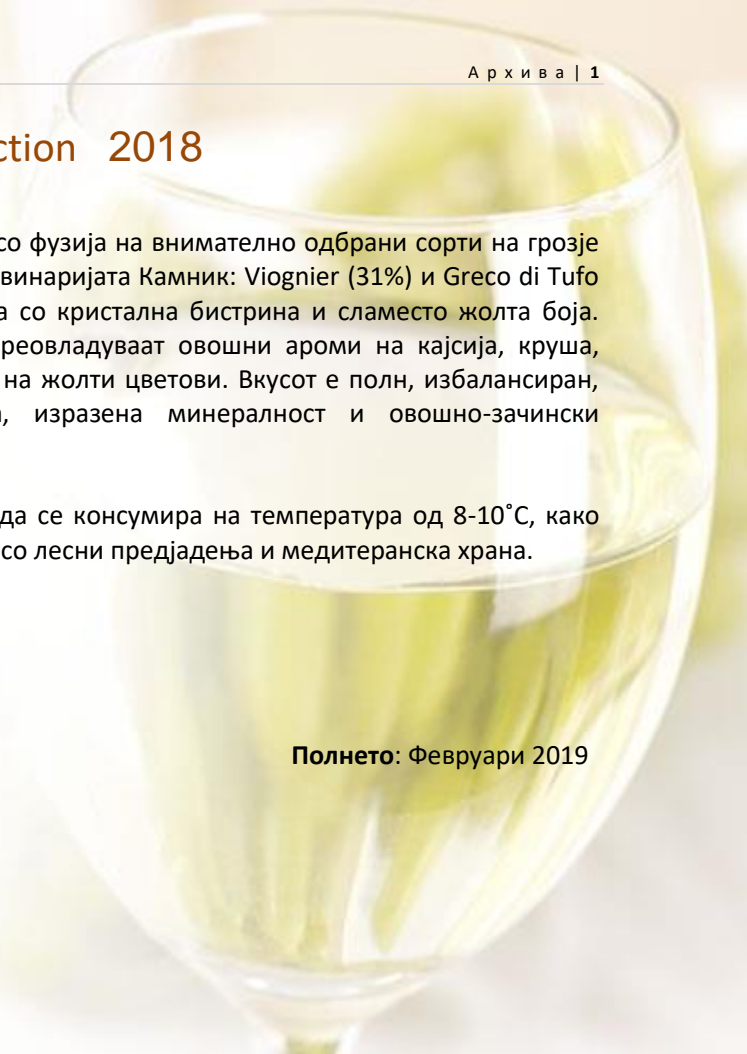 Архива | 1
ction 2018
со фузија на внимателно одбрани сорти на грозје
винаријата Камник: Viognier (31%) и Greco di Tufo
а со кристална бистрина и сламесто жолта боја.
реовладуваат овошни ароми на кајсија, круша,
на жолти цветови. Вкусот е полн, избалансиран,
изразена минералност и овошно-зачински
да се консумира на температура од 8-10˚C, како
со лесни предјадења и медитеранска храна.
Полнето: Февруари 2019